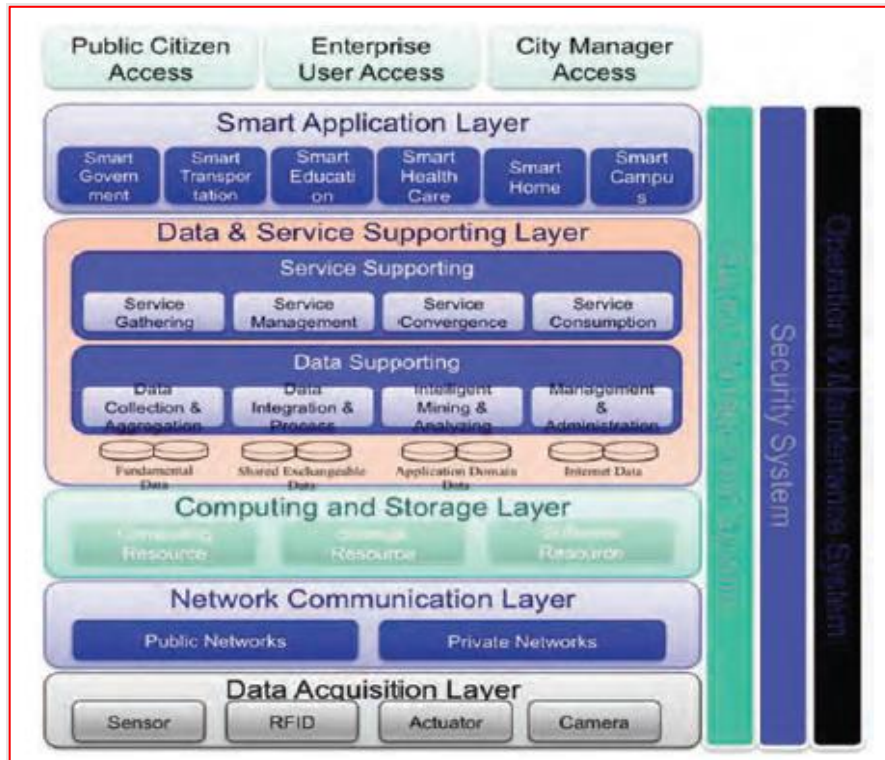 Public Citizen
Access
Enterprise
User Access
City Manager
Access
Smart Application Layer
Smart
Govern
ment
Smart
Transpor
tation
Smart
Educati
on
Smart
Health
Care
Smart
Home
Smart
Campu
s
Data & Service Supporting Layer
Service Supporting
Service
Gathering
Service
Management
Service
Convergence
Service
Consumption
Data Supporting
Data
Collection &
Aggregation
Data
Integration &
Process
Intelligent
Mining &
Analyzing
Management
&
Administration
Fundamental
Data
Shared Exchangeable
Data
Application Domain
Data
Internet Data
Computing and Storage Layer
Computing
Resource
Resource
Resource
Network Communication Layer
Public Networks
Private Networks
Data Acquisition Layer
Sensor
RFID
Actuator
Camera
System
Security System
Operation & Maintenance System